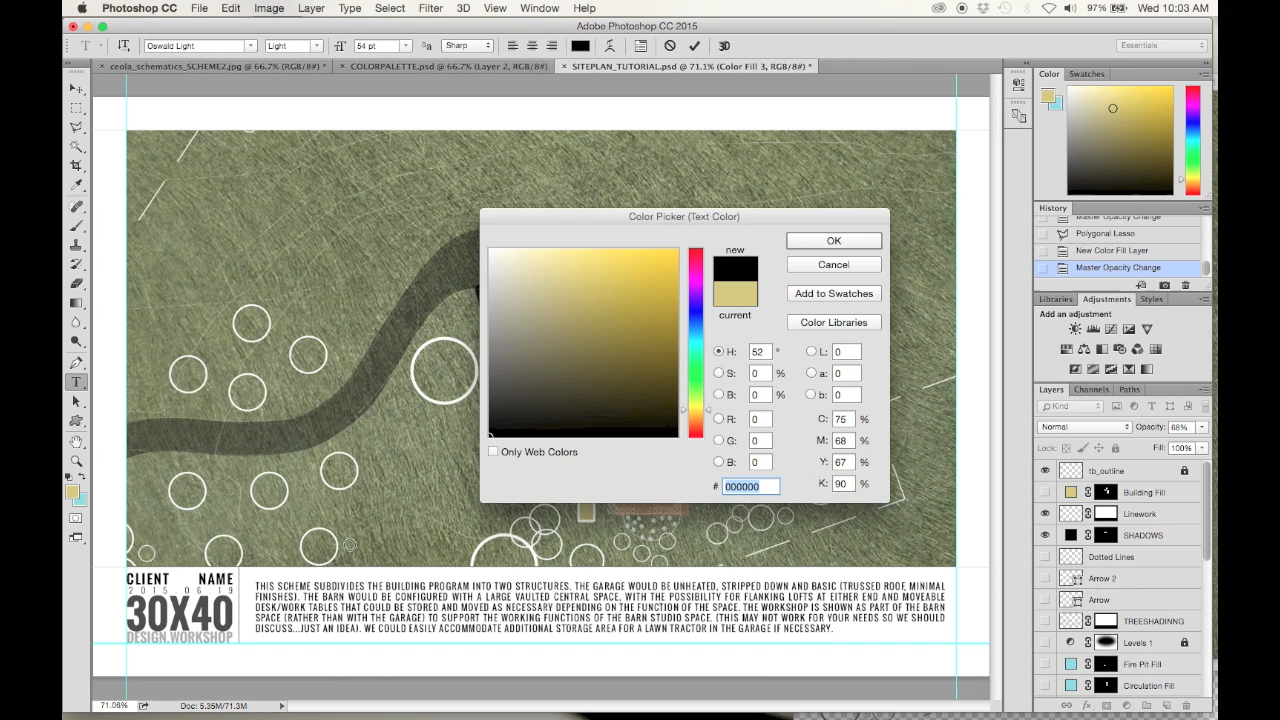 Photoshop CC File Edit Image Layer Type Select Filter 3D View Window Help 97% Wed 10:03 AM
Adobe Photoshop CC 2015
T Oswald Light Light 54 pt Sharp 3D Essentials
× ceola_schematics_SCHEME2.jpg @ 66.7% (RGB/8#) * × COLORPALETTE.psd @ 66.7% (Layer 2, RGB/8#) × SITEPLAN_TUTORIAL.psd @ 71.1% (Color Fill 3, RGB/8#) *
Color Swatches
History
Master Opacity Change
Polygonal Lasso
New Color Fill Layer
Master Opacity Change
Libraries Adjustments Styles
Add an adjustment
Layers Channels Paths
Kind
Normal Opacity: 68%
Lock: Fill: 100%
tb_outline
Building Fill
Linework
SHADOWS
Dotted Lines
Arrow 2
Arrow
TREESHADINNG
Levels 1
Fire Pit Fill
Circulation Fill
Color Picker (Text Color)
new
current
OK
Cancel
Add to Swatches
Color Libraries
H: 52 ° L: 0
S: 0 % a: 0
B: 0 % b: 0
R: 0 C: 75 %
G: 0 M: 68 %
B: 0 Y: 67 %
# 000000 K: 90 %
Only Web Colors
CLIENT NAME
2015.06.19
30X40
DESIGN.WORKSHOP
THIS SCHEME SUBDIVIDES THE BUILDING PROGRAM INTO TWO STRUCTURES, THE GARAGE WOULD BE UNHEATED, STRIPPED DOWN AND BASIC (TRUSSED ROOF, MINIMAL
FINISHES). THE BARN WOULD BE CONFIGURED WITH A LARGE VAULTED CENTRAL SPACE, WITH THE POSSIBILITY FOR FLANKING LOFTS AT EITHER END AND MOVEABLE
DESK/WORK TABLES THAT COULD BE STORED AND MOVED AS NECESSARY DEPENDING ON THE FUNCTION OF THE SPACE. THE WORKSHOP IS SHOWN AS PART OF THE BARN
SPACE (RATHER THAN WITH THE GARAGE) TO SUPPORT THE WORKING FUNCTIONS OF THE BARN STUDIO SPACE. (THIS MAY NOT WORK FOR YOUR NEEDS SO WE SHOULD
DISCUSS...JUST AN IDEA). WE COULD EASILY ACCOMMODATE ADDITIONAL STORAGE AREA FOR A LAWN TRACTOR IN THE GARAGE IF NECESSARY.
71.06% Doc: 5.35M/71.3M